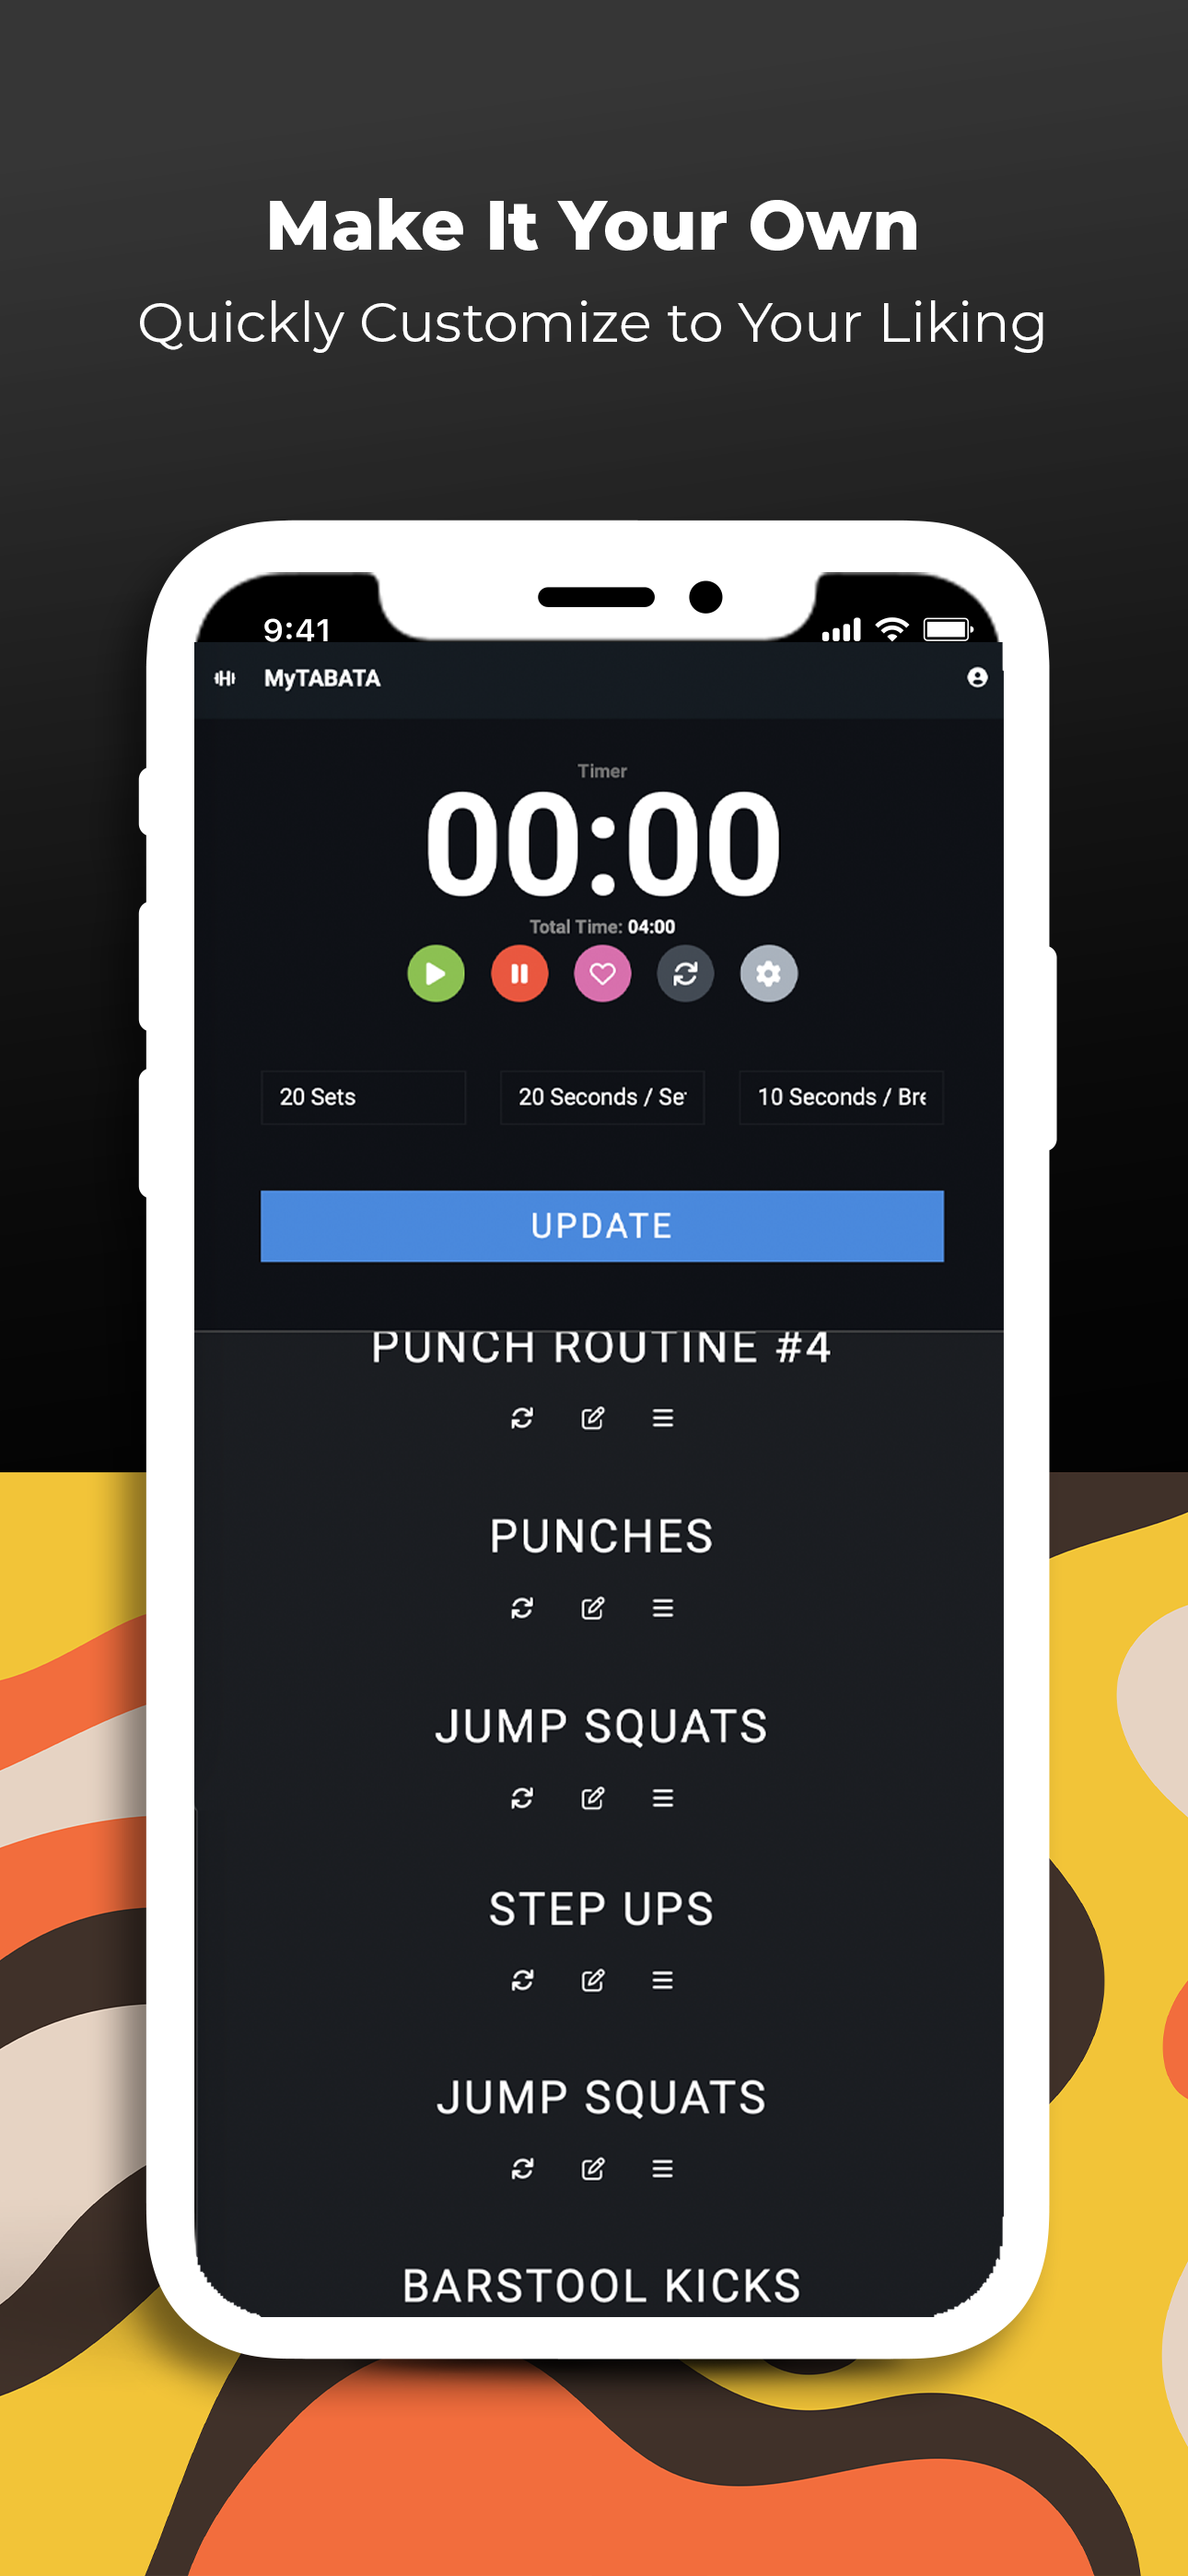 Make It Your Own
Quickly Customize to Your Liking
9:41
MyTABATA
Timer
00:00
Total Time: 04:00
20 Sets
20 Seconds / Se
10 Seconds / Bre
UPDATE
PUNCH ROUTINE #4
PUNCHES
JUMP SQUATS
STEP UPS
JUMP SQUATS
BARSTOOL KICKS